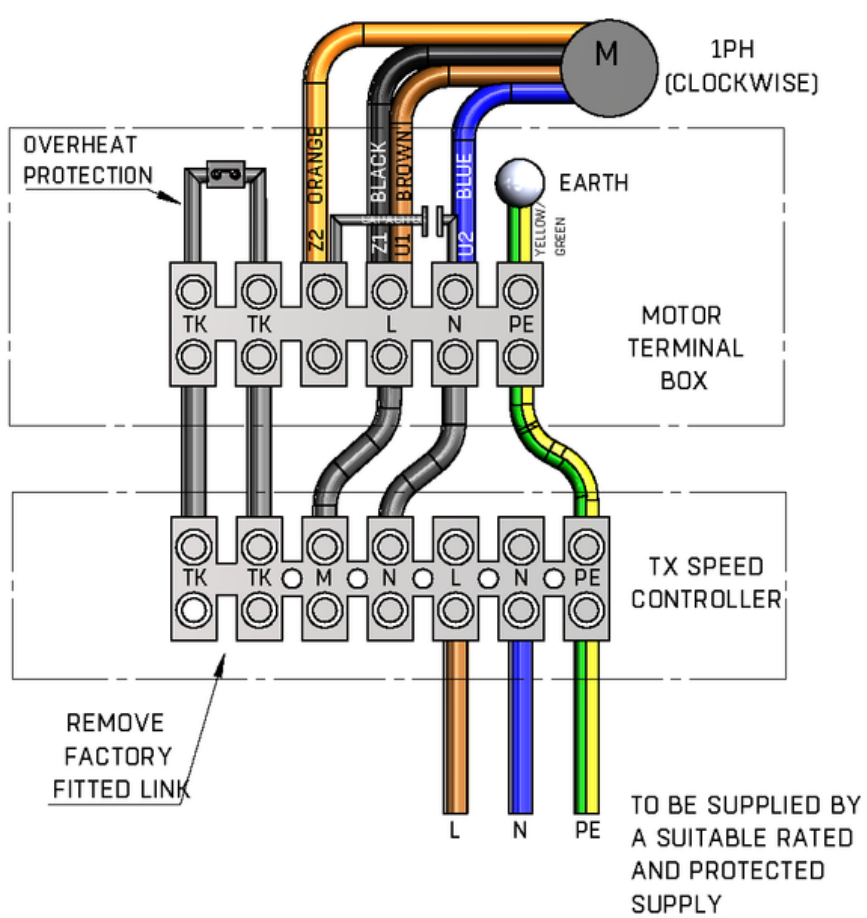 M
1PH
(CLOCKWISE)
OVERHEAT
PROTECTION
Z2 ORANGE
Z1 BLACK
U1 BROWN
U2 BLUE
EARTH
YELLOW/
GREEN
TK TK L N PE
MOTOR
TERMINAL
BOX
TK TK M N L N PE
TX SPEED
CONTROLLER
REMOVE
FACTORY
FITTED LINK
L N PE
TO BE SUPPLIED BY
A SUITABLE RATED
AND PROTECTED
SUPPLY